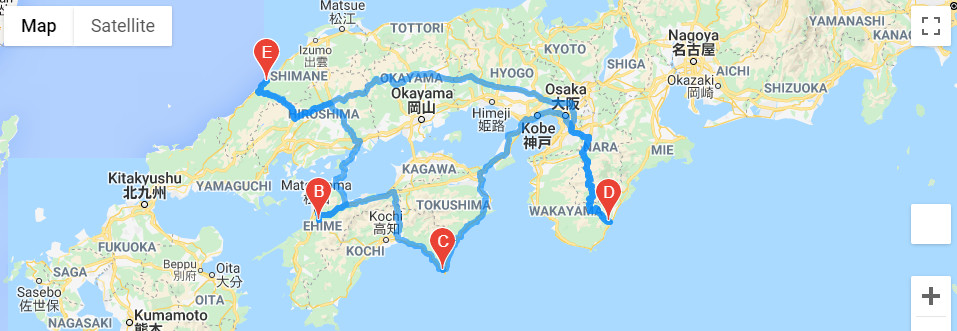 Map
Satellite
Matsue
松江
TOTTORI
Izumo
出雲
KYOTO
Nagoya
名古屋
YAMANASHI
KANAG
E
SHIMANE
OKAYAMA
HYOGO
SHIGA
AICHI
Okazaki
岡崎
SHIZUOKA
Okayama
岡山
Himeji
姫路
Osaka
大阪
Kobe
神戸
HIROSHIMA
NARA
MIE
KAGAWA
Kitakyushu
北九州
YAMAGUCHI
Matsuyama
B
D
EHIME
TOKUSHIMA
WAKAYAMA
Kochi
高知
KOCHI
C
FUKUOKA
Beppu
別府
Oita
大分
SAGA
OITA
Sasebo
佐世保
NAGASAKI
Kumamoto
熊本